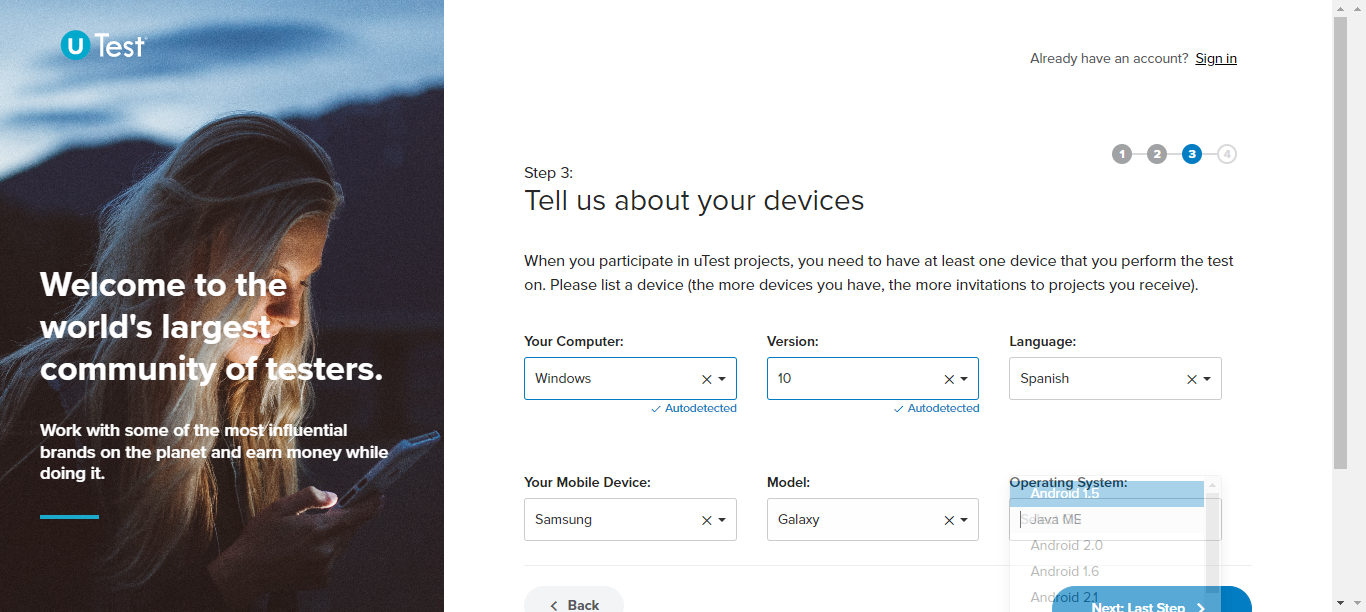 U Test
Already have an account? Sign in
1 2 3 4
Step 3:
Tell us about your devices
Welcome to the
world's largest
community of testers.
Work with some of the most influential
brands on the planet and earn money while
doing it.
When you participate in uTest projects, you need to have at least one device that you perform the test
on. Please list a device (the more devices you have, the more invitations to projects you receive).
Your Computer: Version: Language:
Windows 10 Spanish
Autodetected Autodetected
Your Mobile Device: Model: Operating System:
Samsung Galaxy
Android 1.5
Java ME
Android 2.0
Android 1.6
Android 2.1
Back Next: Last Step